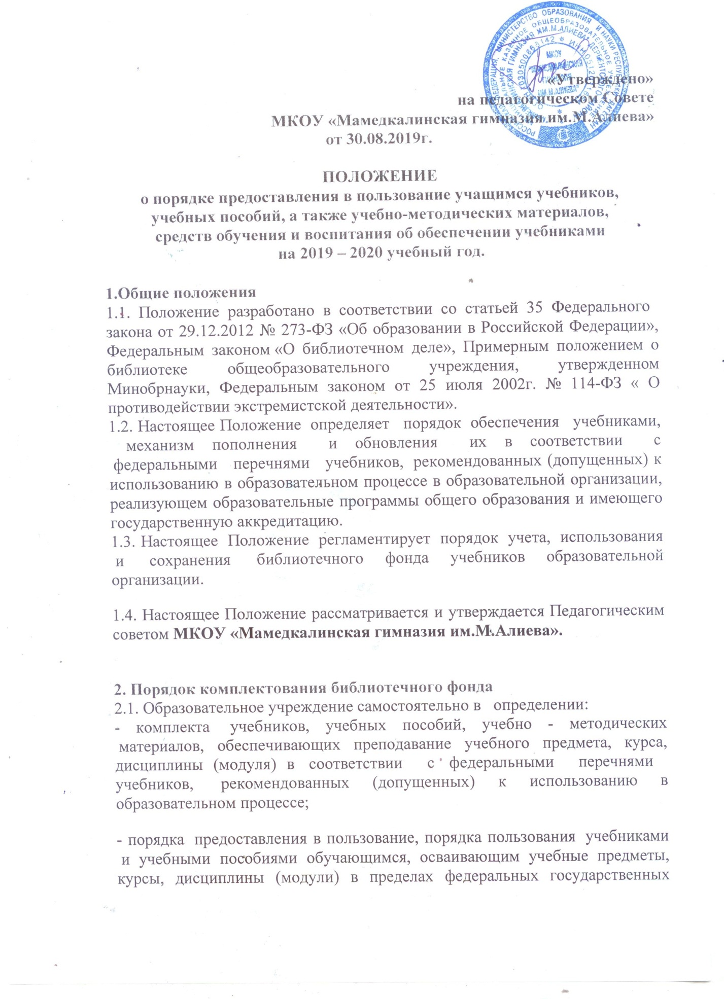 «Утверждено»
на педагогическом Совете
МКОУ «Мамедкалинская гимназия им.М.Алиева»
от 30.08.2019г.
ПОЛОЖЕНИЕ
о порядке предоставления в пользование учащимся учебников,
учебных пособий, а также учебно-методических материалов,
средств обучения и воспитания об обеспечении учебниками
на 2019 – 2020 учебный год.
1.Общие положения
1.1. Положение разработано в соответствии со статьей 35 Федерального
закона от 29.12.2012 № 273-ФЗ «Об образовании в Российской Федерации»,
Федеральным законом «О библиотечном деле», Примерным положением о
библиотеке общеобразовательного учреждения, утвержденном
Минобрнауки, Федеральным законом от 25 июля 2002г. № 114-ФЗ « О
противодействии экстремистской деятельности».
1.2. Настоящее Положение определяет порядок обеспечения учебниками,
механизм пополнения и обновления их в соответствии с
федеральными перечнями учебников, рекомендованных (допущенных) к
использованию в образовательном процессе в образовательной организации,
реализующем образовательные программы общего образования и имеющего
государственную аккредитацию.
1.3. Настоящее Положение регламентирует порядок учета, использования
и сохранения библиотечного фонда учебников образовательной
организации.
1.4. Настоящее Положение рассматривается и утверждается Педагогическим
советом МКОУ «Мамедкалинская гимназия им.М.Алиева».
2. Порядок комплектования библиотечного фонда
2.1. Образовательное учреждение самостоятельно в определении:
- комплекта учебников, учебных пособий, учебно - методических
материалов, обеспечивающих преподавание учебного предмета, курса,
дисциплины (модуля) в соответствии с федеральными перечнями
учебников, рекомендованных (допущенных) к использованию в
образовательном процессе;
- порядка предоставления в пользование, порядка пользования учебниками
и учебными пособиями обучающимся, осваивающим учебные предметы,
курсы, дисциплины (модули) в пределах федеральных государственных
МКОУ
ГИМНАЗИЯ
ИМ.М.АЛИЕВА"